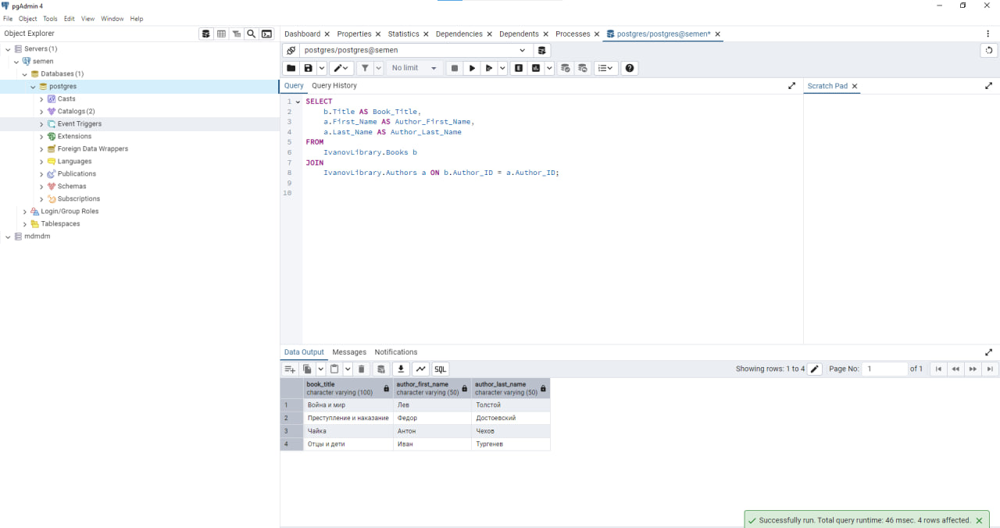 pgAdmin 4
File Object Tools Edit View Window Help
Object Explorer
Servers (1)
semen
Databases (1)
postgres
Casts
Catalogs (2)
Event Triggers
Extensions
Foreign Data Wrappers
Languages
Publications
Schemas
Subscriptions
Login/Group Roles
Tablespaces
mdmdm
Dashboard Properties Statistics Dependencies Dependents Processes postgres/postgres@semen*
postgres/postgres@semen
No limit
E
Query Query History
Scratch Pad
1 SELECT
2 b.Title AS Book_Title,
3 a.First_Name AS Author_First_Name,
4 a.Last_Name AS Author_Last_Name
5 FROM
6 IvanovLibrary.Books b
7 JOIN
8 IvanovLibrary.Authors a ON b.Author_ID = a.Author_ID;
9
10
Data Output Messages Notifications
SQL
Showing rows: 1 to 4 Page No: 1 of 1
book_title author_first_name author_last_name
character varying (100) character varying (50) character varying (50)
1 Война и мир Лев Толстой
2 Преступление и наказание Федор Достоевский
3 Чайка Антон Чехов
4 Отцы и дети Иван Тургенев
Successfully run. Total query runtime: 46 msec. 4 rows affected.